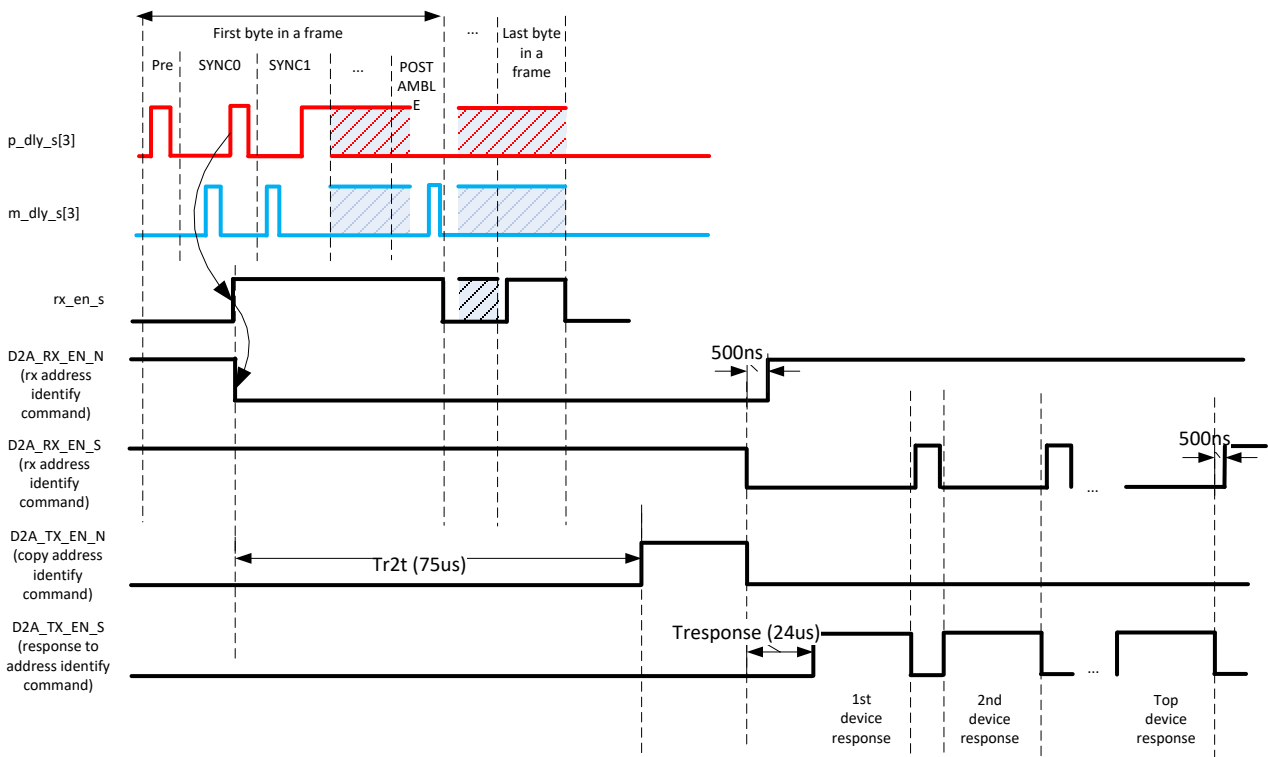 First byte in a frame
...
Last byte
in a
frame
Pre
SYNC0
SYNC1
...
POST
AMBL
E
p_dly_s[3]
m_dly_s[3]
rx_en_s
D2A_RX_EN_N
(rx address
identify
command)
500ns
D2A_RX_EN_S
(rx address
identify
command)
500ns
...
D2A_TX_EN_N
(copy address
identify
command)
Tr2t (75us)
D2A_TX_EN_S
(response to
address identify
command)
Tresponse (24us)
...
1st
device
response
2nd
device
response
Top
device
response